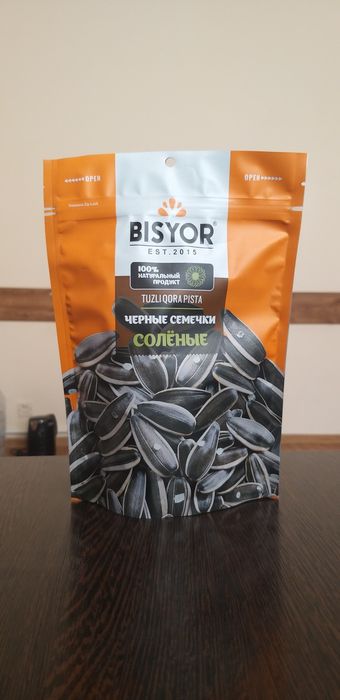 OPEN
OPEN
BISYOR®
EST.2015
100%
НАТУРАЛЬНЫЙ
ПРОДУКТ
TUZLI QORA PISTA
ЧЕРНЫЕ СЕМЕЧКИ
СОЛЁНЫЕ